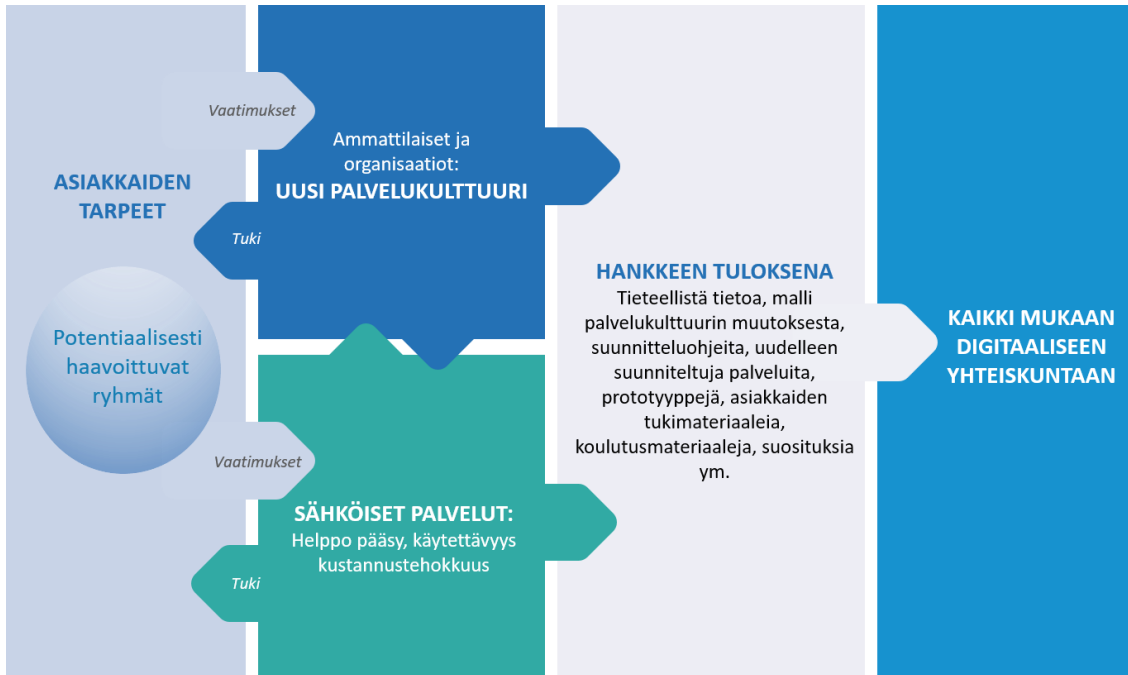 ASIAKKAIDEN
TARPEET
Potentiaalisesti
haavoittuvat
ryhmät
Vaatimukset
Tuki
Vaatimukset
Tuki
Ammattilaiset ja
organisaatiot:
UUSI PALVELUKULTTUURI
SÄHKÖISET PALVELUT:
Helppo pääsy, käytettävyys
kustannustehokkuus
HANKKEEN TULOKSENA
Tieteellistä tietoa, malli
palvelukulttuurin muutoksesta,
suunnitteluohjeita, uudelleen
suunniteltuja palveluita,
prototyyppejä, asiakkaiden
tukimateriaaleia,
koulutusmateriaaleja, suosituksia
ym.
KAIKKI MUKAAN
DIGITAALISEEN
YHTEISKUNTAAN